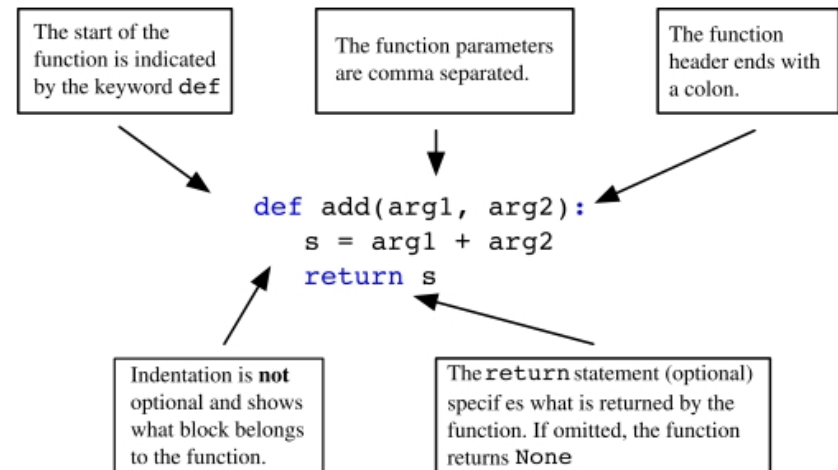 The start of the
function is indicated
by the keyword def
The function parameters
are comma separated.
The function
header ends with
a colon.
def add(arg1, arg2):
s = arg1 + arg2
return s
Indentation is not
optional and shows
what block belongs
to the function.
The return statement (optional)
specif es what is returned by the
function. If omitted, the function
returns None